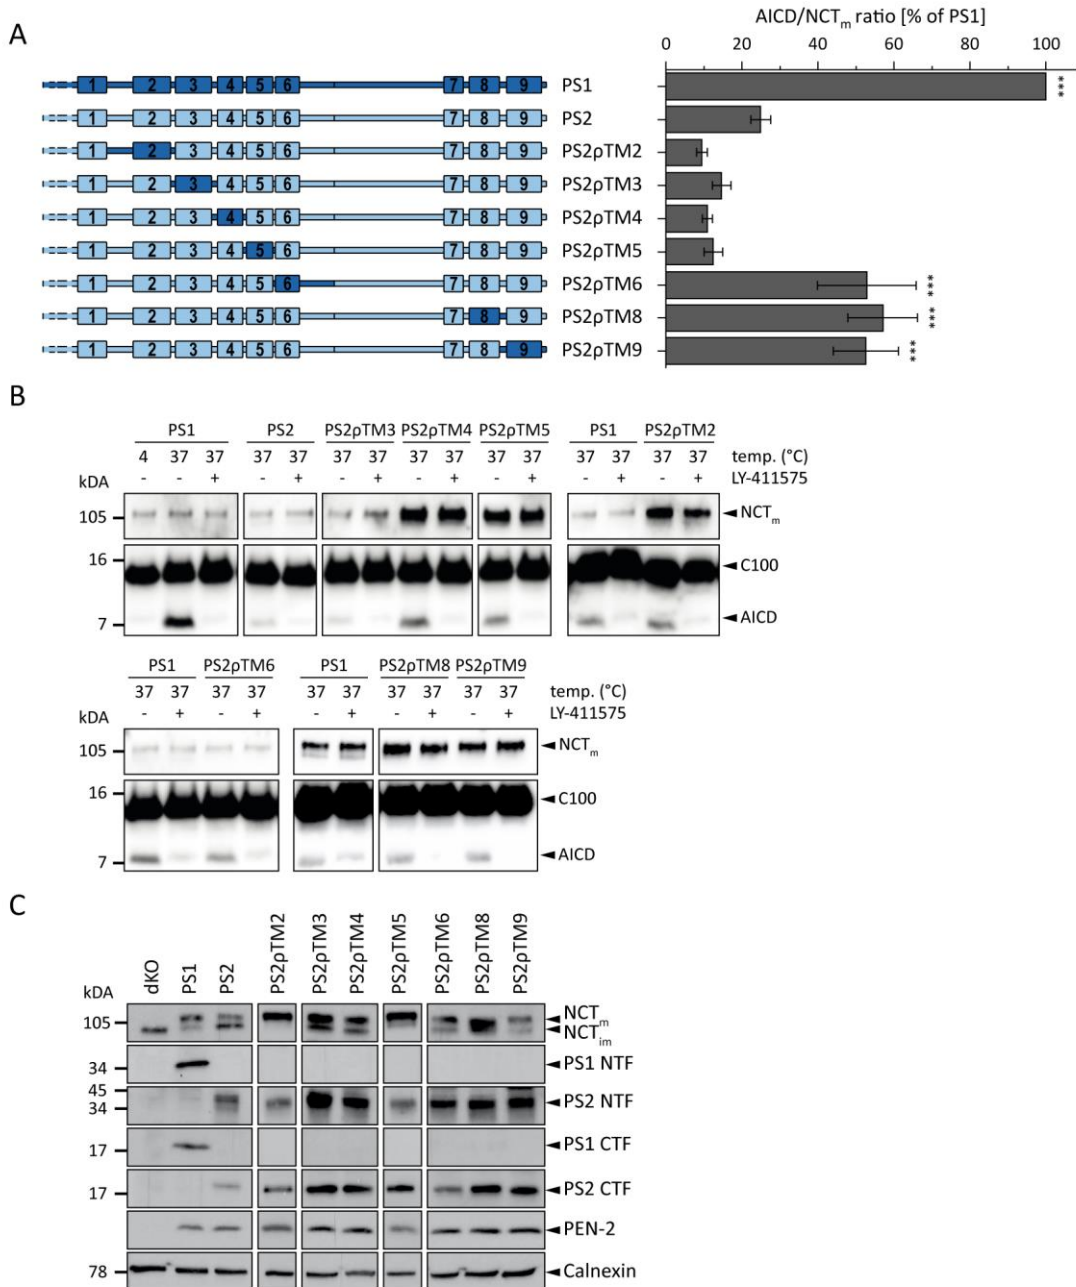 A
AICD/NCTm ratio [% of PS1]
0 20 40 60 80 100
1 2 3 4 5 6 7 8 9 PS1 ***
1 2 3 4 5 6 7 8 9 PS2
1 2 3 4 5 6 7 8 9 PS2ρTM2
1 2 3 4 5 6 7 8 9 PS2ρTM3
1 2 3 4 5 6 7 8 9 PS2ρTM4
1 2 3 4 5 6 7 8 9 PS2ρTM5
1 2 3 4 5 6 7 8 9 PS2ρTM6 ***
1 2 3 4 5 6 7 8 9 PS2ρTM8 ***
1 2 3 4 5 6 7 8 9 PS2ρTM9 ***
B
PS1 PS2 PS2ρTM3 PS2ρTM4 PS2ρTM5 PS1 PS2ρTM2
4 37 37 37 37 37 37 37 37 37 37 37 37 37 37 temp. (°C)
- - + - + - + - + - + - + - + LY-411575
kDA
105 NCTm
16 C100
7 AICD
PS1 PS2ρTM6 PS1 PS2ρTM8 PS2ρTM9
37 37 37 37 37 37 37 37 37 37 temp. (°C)
- + - + - + - + - + LY-411575
kDA
105 NCTm
16 C100
7 AICD
C
dKO PS1 PS2 PS2ρTM2 PS2ρTM3 PS2ρTM4 PS2ρTM5 PS2ρTM6 PS2ρTM8 PS2ρTM9
kDA
105 NCTm
NCTim
34 PS1 NTF
45
34 PS2 NTF
17 PS1 CTF
17 PS2 CTF
PEN-2
78 Calnexin